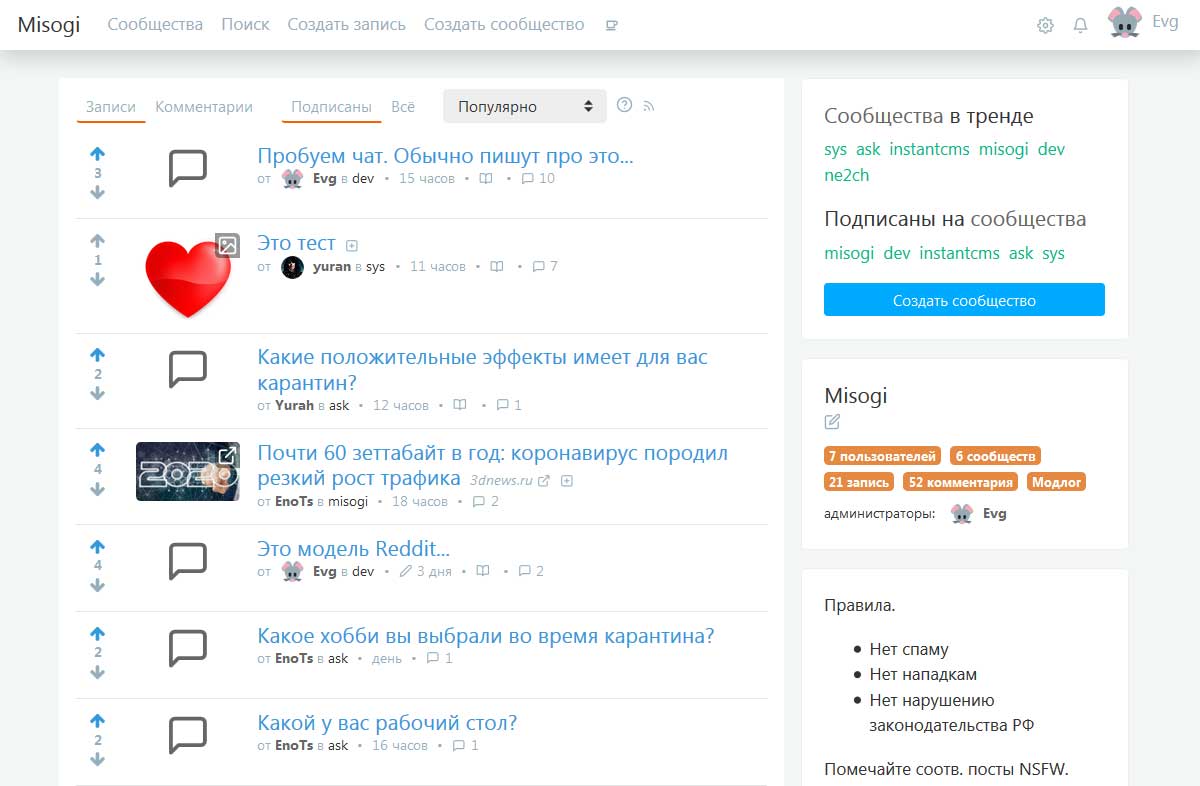 Misogi Сообщества Поиск Создать запись Создать сообщество Evg
Записи Комментарии Подписаны Всё Популярно
3
Пробуем чат. Обычно пишут про это...
от Evg в dev • 15 часов • • 10
1
Это тест
от yuran в sys • 11 часов • • 7
2
Какие положительные эффекты имеет для вас
карантин?
от Yurah в ask • 12 часов • • 1
4
2020
Почти 60 зеттабайт в год: коронавирус породил
резкий рост трафика 3dnews.ru
от EnoTs в misogi • 18 часов • 2
4
Это модель Reddit...
от Evg в dev • 3 дня • • 2
2
Какое хобби вы выбрали во время карантина?
от EnoTs в ask • день • 1
2
Какой у вас рабочий стол?
от EnoTs в ask • 16 часов • 1
Сообщества в тренде
sys ask instantcms misogi dev
ne2ch
Подписаны на сообщества
misogi dev instantcms ask sys
Создать сообщество
Misogi
7 пользователей 6 сообществ
21 запись 52 комментария Модлог
администраторы: Evg
Правила.
• Нет спаму
• Нет нападкам
• Нет нарушению
законодательства РФ
Помечайте соотв. посты NSFW.